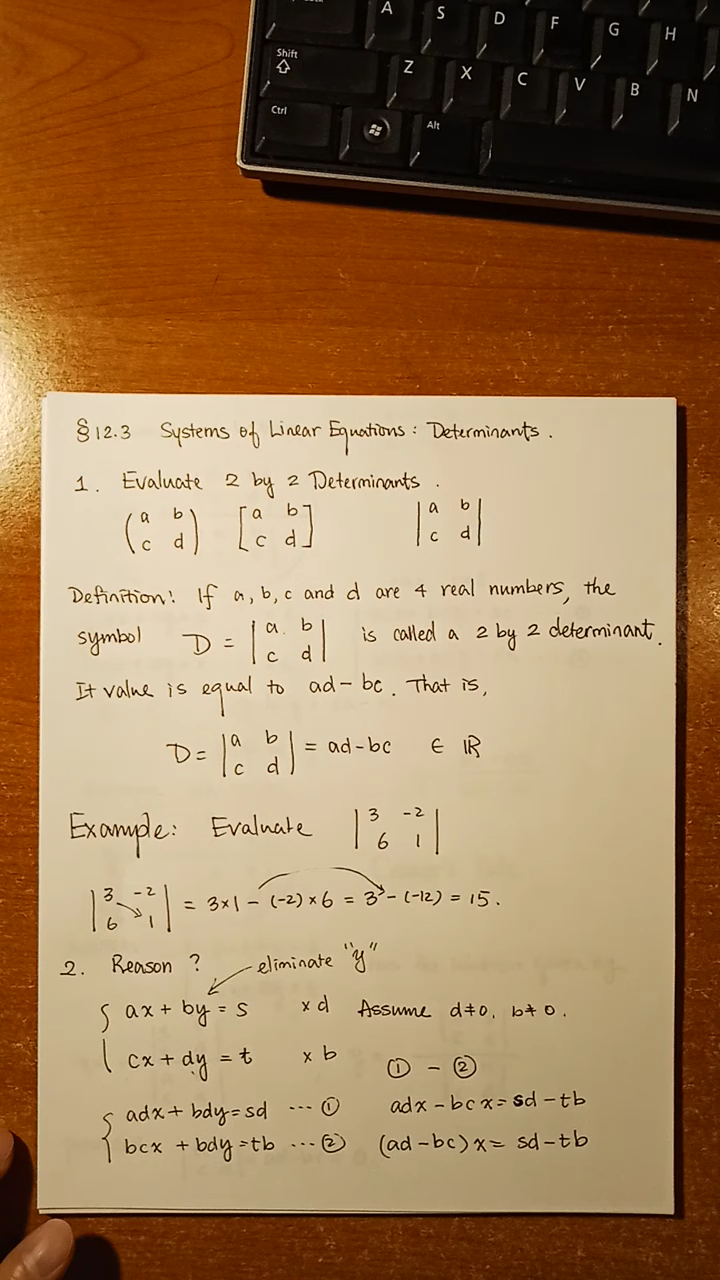 A S D F G H
Shift
Z X C V B N
Ctrl
Alt
§12.3 Systems of Linear Equations: Determinants.
1. Evaluate 2 by 2 Determinants.
(a b) [a b] |a b|
(c d) [c d] |c d|
Definition: If a, b, c and d are 4 real numbers, the
symbol D = |a b| is called a 2 by 2 determinant.
|c d|
It value is equal to ad-bc. That is,
D = |a b| = ad-bc ∈ ℝ
|c d|
Example: Evaluate |3 -2|
|6 1|
|3 -2| = 3×1-(-2)×6 = 3-(-12) = 15.
|6 1|
2. Reason? eliminate "y"
{ ax+by=s ×d Assume d≠0, b≠0.
cx+dy=t ×b
① - ②
{ adx+bdy=sd ... ① adx-bcx=sd-tb
bcx+bdy=tb ... ② (ad-bc)x=sd-tb